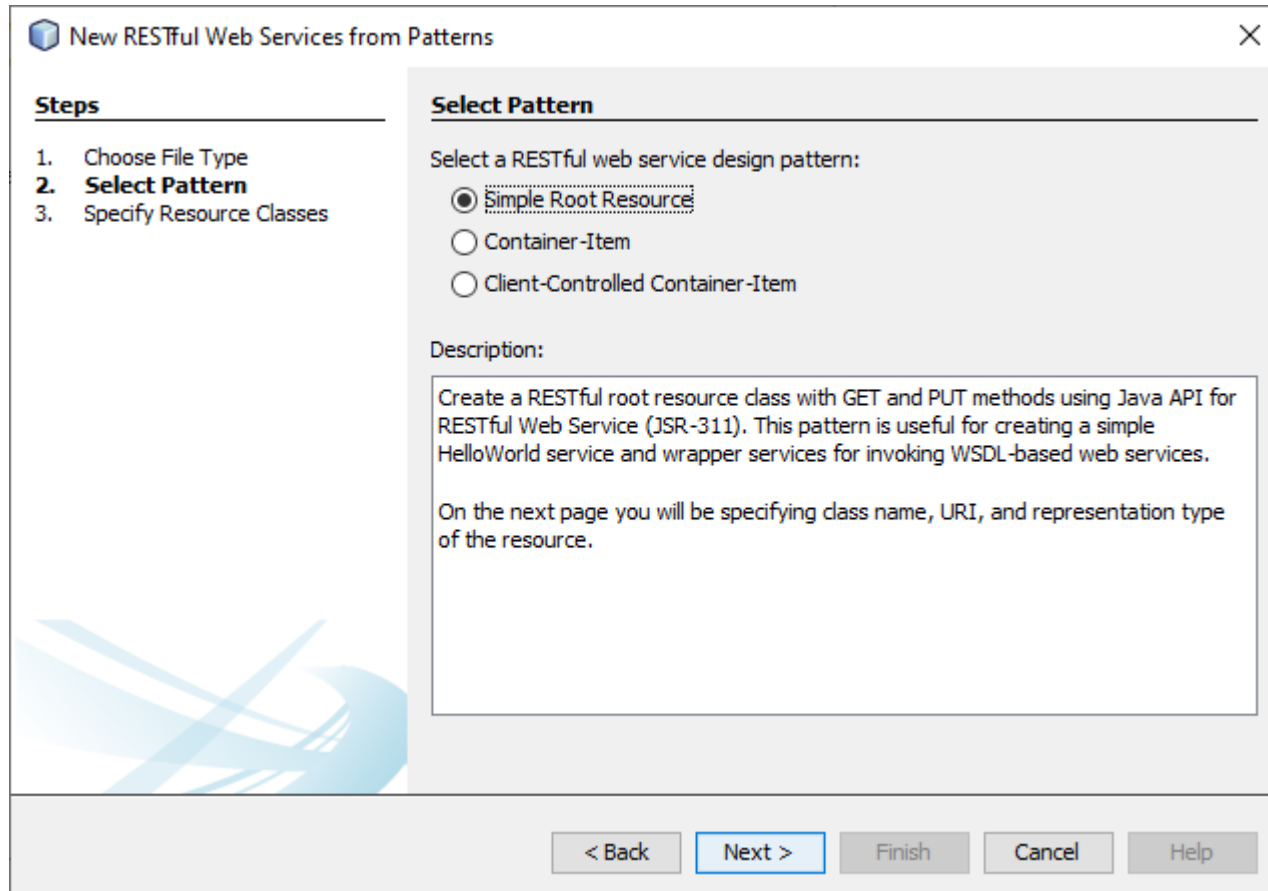 New RESTful Web Services from Patterns
Steps
1. Choose File Type
2. Select Pattern
3. Specify Resource Classes
Select Pattern
Select a RESTful web service design pattern:
Simple Root Resource
Container-Item
Client-Controlled Container-Item
Description:
Create a RESTful root resource class with GET and PUT methods using Java API for
RESTful Web Service (JSR-311). This pattern is useful for creating a simple
HelloWorld service and wrapper services for invoking WSDL-based web services.
On the next page you will be specifying class name, URI, and representation type
of the resource.
< Back Next > Finish Cancel Help